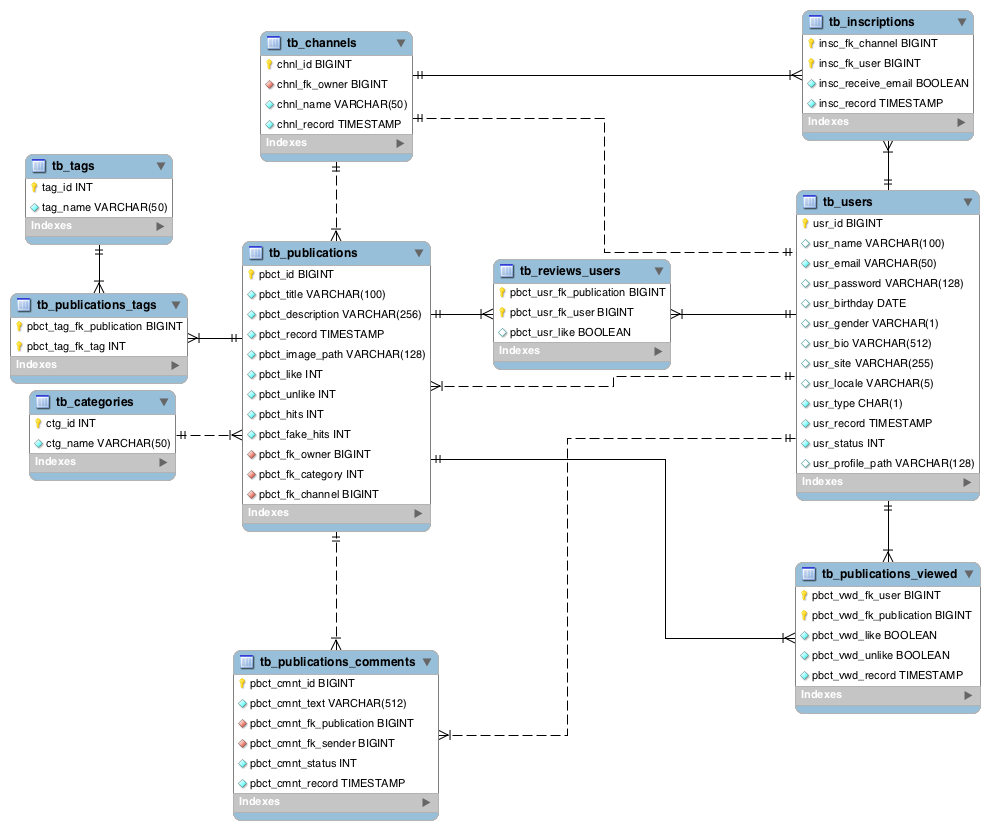 tb_channels
chnl_id BIGINT
chnl_fk_owner BIGINT
chnl_name VARCHAR(50)
chnl_record TIMESTAMP
Indexes
tb_inscriptions
insc_fk_channel BIGINT
insc_fk_user BIGINT
insc_receive_email BOOLEAN
insc_record TIMESTAMP
Indexes
tb_tags
tag_id INT
tag_name VARCHAR(50)
Indexes
tb_publications_tags
pbct_tag_fk_publication BIGINT
pbct_tag_fk_tag INT
Indexes
tb_categories
ctg_id INT
ctg_name VARCHAR(50)
Indexes
tb_publications
pbct_id BIGINT
pbct_title VARCHAR(100)
pbct_description VARCHAR(256)
pbct_record TIMESTAMP
pbct_image_path VARCHAR(128)
pbct_like INT
pbct_unlike INT
pbct_hits INT
pbct_fake_hits INT
pbct_fk_owner BIGINT
pbct_fk_category INT
pbct_fk_channel BIGINT
Indexes
tb_reviews_users
pbct_usr_fk_publication BIGINT
pbct_usr_fk_user BIGINT
pbct_usr_like BOOLEAN
Indexes
tb_users
usr_id BIGINT
usr_name VARCHAR(100)
usr_email VARCHAR(50)
usr_password VARCHAR(128)
usr_birthday DATE
usr_gender VARCHAR(1)
usr_bio VARCHAR(512)
usr_site VARCHAR(255)
usr_locale VARCHAR(5)
usr_type CHAR(1)
usr_record TIMESTAMP
usr_status INT
usr_profile_path VARCHAR(128)
Indexes
tb_publications_comments
pbct_cmnt_id BIGINT
pbct_cmnt_text VARCHAR(512)
pbct_cmnt_fk_publication BIGINT
pbct_cmnt_fk_sender BIGINT
pbct_cmnt_status INT
pbct_cmnt_record TIMESTAMP
Indexes
tb_publications_viewed
pbct_vwd_fk_user BIGINT
pbct_vwd_fk_publication BIGINT
pbct_vwd_like BOOLEAN
pbct_vwd_unlike BOOLEAN
pbct_vwd_record TIMESTAMP
Indexes